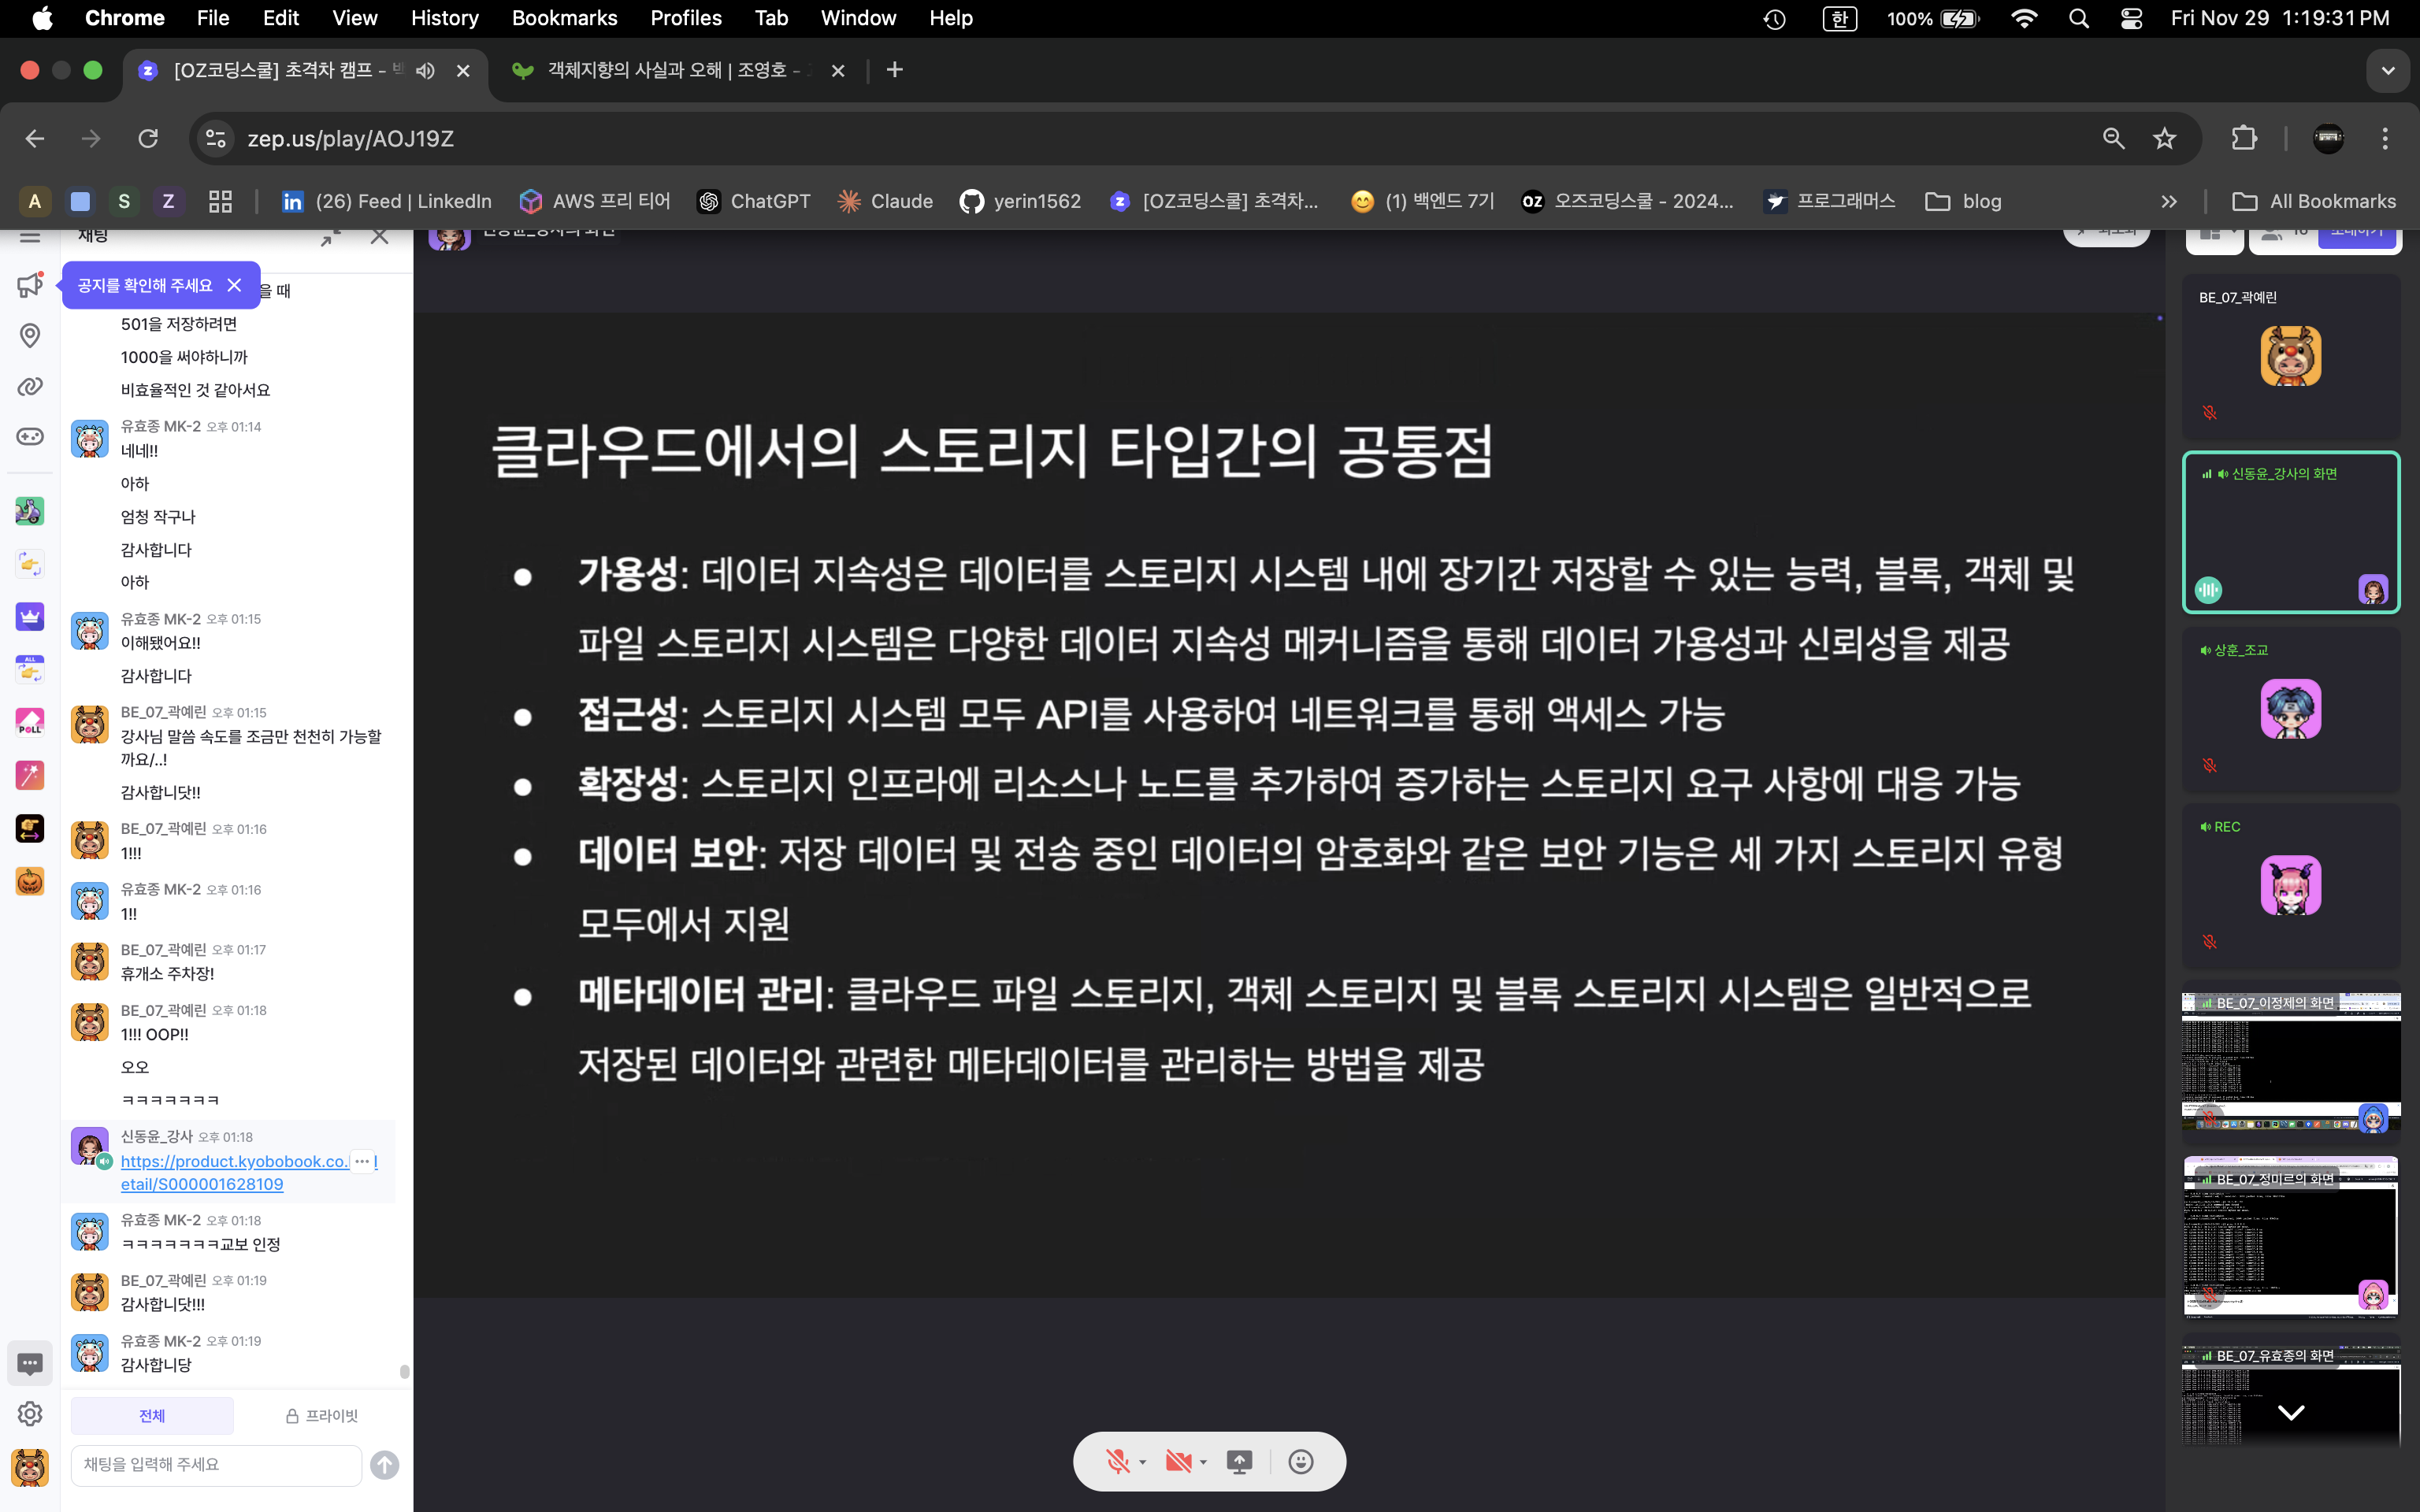 Chrome File Edit View History Bookmarks Profiles Tab Window Help 한 100% Fri Nov 29 1:19:31 PM
[OZ코딩스쿨] 초격차 캠프 - 객체지향의 사실과 오해 | 조영호 -
zep.us/play/AOJ19Z
A S Z (26) Feed | LinkedIn AWS 프리 티어 ChatGPT Claude yerin1562 [OZ코딩스쿨] 초격차... (1) 백엔드 7기 오즈코딩스쿨 - 2024... 프로그래머스 blog All Bookmarks
채팅
공지를 확인해 주세요
을 때
501을 저장하려면
1000을 써야하니까
비효율적인 것 같아서요
유효종 MK-2 오후 01:14
네네!!
아하
엄청 작구나
감사합니다
아하
유효종 MK-2 오후 01:15
이해됐어요!!
감사합니다
BE_07_곽예린 오후 01:15
강사님 말씀 속도를 조금만 천천히 가능할
까요/..!
감사합니닷!!
BE_07_곽예린 오후 01:16
1!!!
유효종 MK-2 오후 01:16
1!!
BE_07_곽예린 오후 01:17
휴개소 주차장!
BE_07_곽예린 오후 01:18
1!!! OOP!!
오오
ㅋㅋㅋㅋㅋㅋㅋ
신동윤_강사 오후 01:18
https://product.kyobobook.co.
etail/S000001628109
유효종 MK-2 오후 01:18
ㅋㅋㅋㅋㅋㅋㅋ교보 인정
BE_07_곽예린 오후 01:19
감사합니닷!!!
유효종 MK-2 오후 01:19
감사합니당
전체 프라이빗
채팅을 입력해 주세요
ALL
POLL
신동윤_강사의 화면
클라우드에서의 스토리지 타입간의 공통점
● 가용성: 데이터 지속성은 데이터를 스토리지 시스템 내에 장기간 저장할 수 있는 능력, 블록, 객체 및
파일 스토리지 시스템은 다양한 데이터 지속성 메커니즘을 통해 데이터 가용성과 신뢰성을 제공
● 접근성: 스토리지 시스템 모두 API를 사용하여 네트워크를 통해 액세스 가능
● 확장성: 스토리지 인프라에 리소스나 노드를 추가하여 증가하는 스토리지 요구 사항에 대응 가능
● 데이터 보안: 저장 데이터 및 전송 중인 데이터의 암호화와 같은 보안 기능은 세 가지 스토리지 유형
모두에서 지원
● 메타데이터 관리: 클라우드 파일 스토리지, 객체 스토리지 및 블록 스토리지 시스템은 일반적으로
저장된 데이터와 관련한 메타데이터를 관리하는 방법을 제공
BE_07_곽예린
신동윤_강사의 화면
상훈_조교
REC
BE_07_이정제의 화면
BE_07_정미르의 화면
BE_07_유효종의 화면